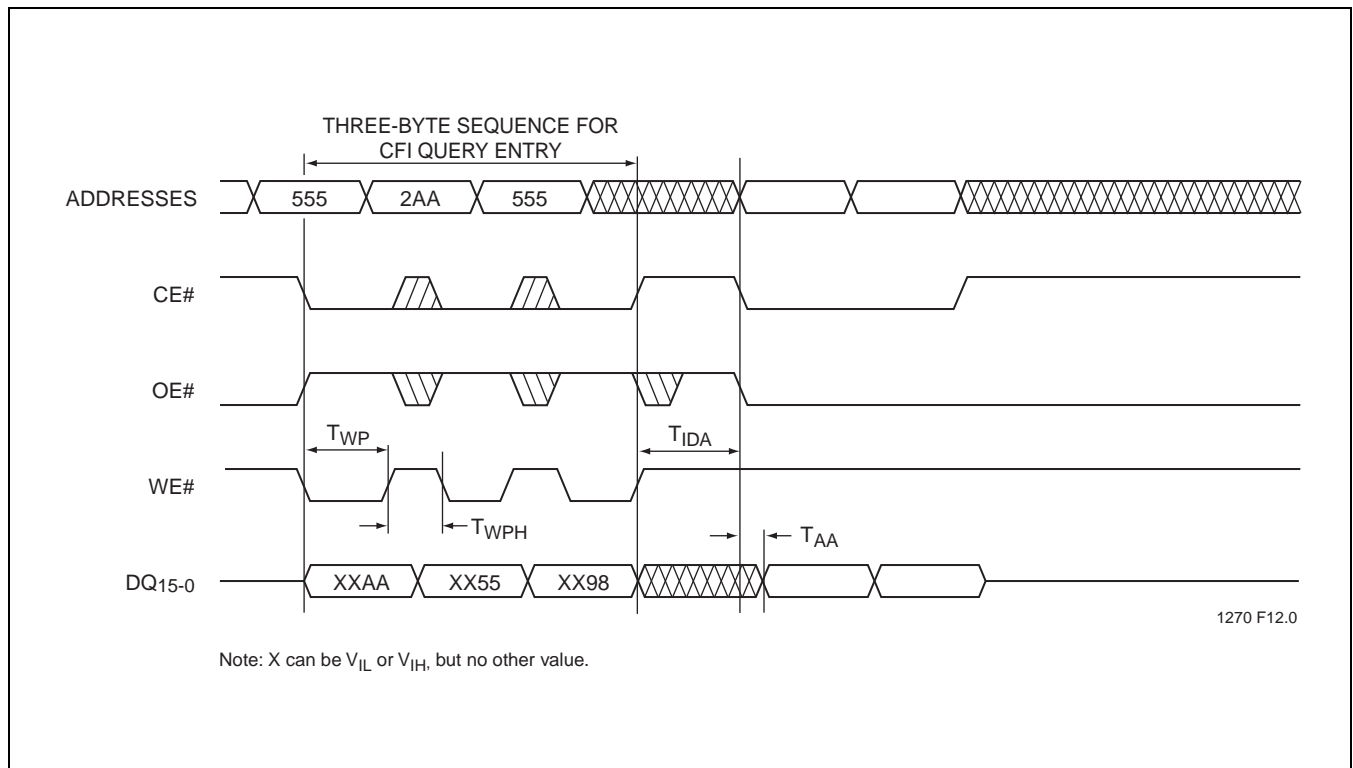 THREE-BYTE SEQUENCE FOR
CFI QUERY ENTRY
ADDRESSES
555
2AA
555
CE#
OE#
TWP
TIDA
WE#
TWPH
TAA
DQ15-0
XXAA
XX55
XX98
1270 F12.0
Note: X can be VIL or VIH, but no other value.